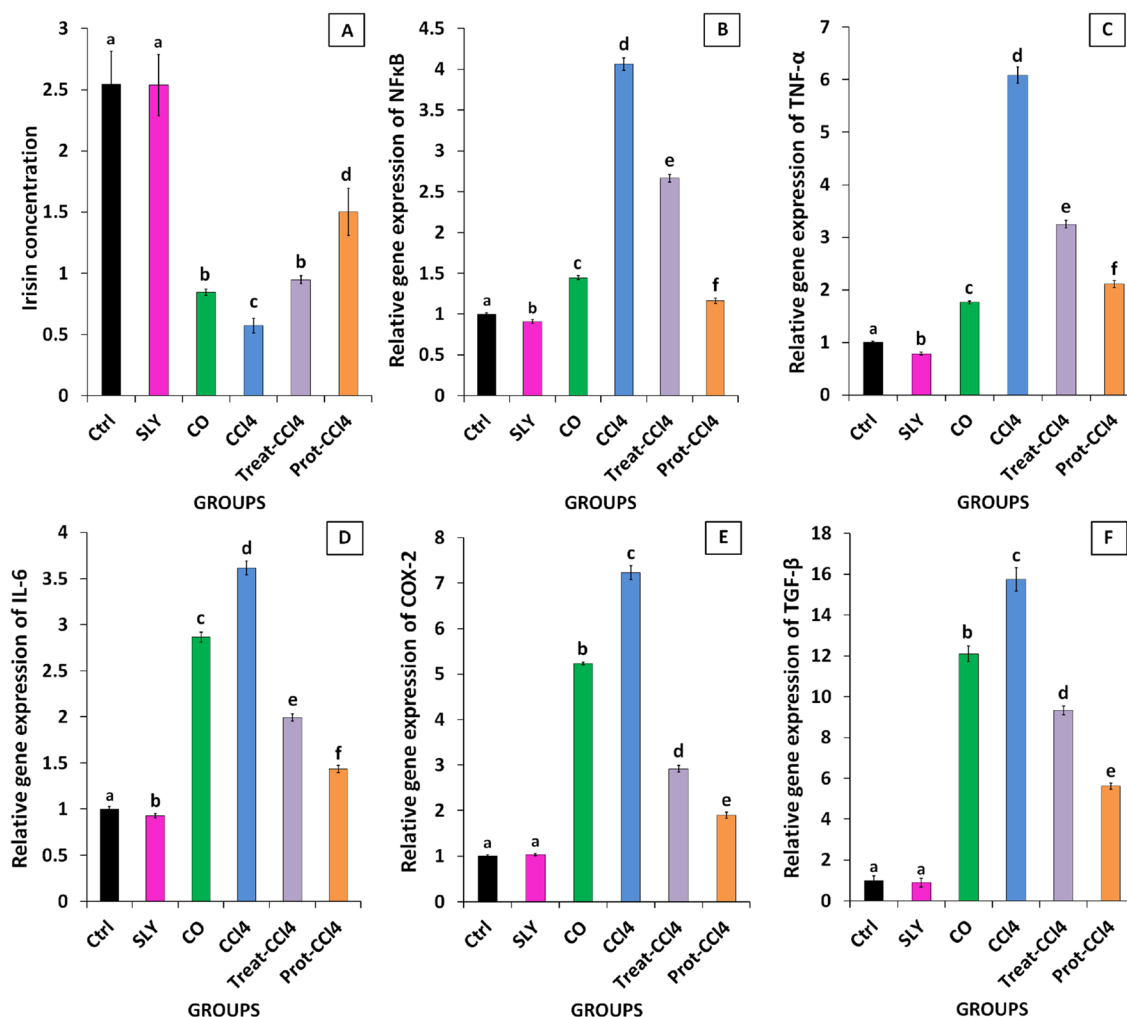 A
Irisin concentration
3
2.5
2
1.5
1
0.5
0
a
a
b
c
b
d
Ctrl
SLY
CO
CCl4
Treat-CCl4
Prot-CCl4
GROUPS
B
Relative gene expression of NFκB
4.5
4
3.5
3
2.5
2
1.5
1
0.5
0
a
b
c
d
e
f
Ctrl
SLY
CO
CCl4
Treat-CCl4
Prot-CCl4
GROUPS
C
Relative gene expression of TNF-α
7
6
5
4
3
2
1
0
a
b
c
d
e
f
Ctrl
SLY
CO
CCl4
Treat-CCl4
Prot-CCl4
GROUPS
D
Relative gene expression of IL-6
4
3.5
3
2.5
2
1.5
1
0.5
0
a
b
c
d
e
f
Ctrl
SLY
CO
CCl4
Treat-CCl4
Prot-CCl4
GROUPS
E
Relative gene expression of COX-2
8
7
6
5
4
3
2
1
0
a
a
b
c
d
e
Ctrl
SLY
CO
CCl4
Treat-CCl4
Prot-CCl4
GROUPS
F
Relative gene expression of TGF-β
18
16
14
12
10
8
6
4
2
0
a
a
b
c
d
e
Ctrl
SLY
CO
CCl4
Treat-CCl4
Prot-CCl4
GROUPS